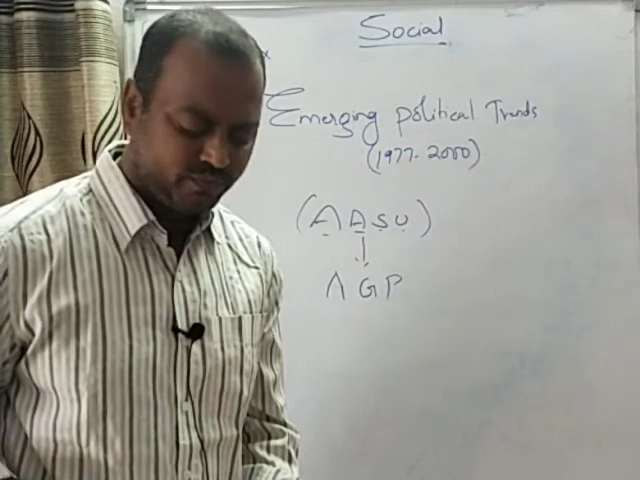 Social
Emerging political Trends
(1977-2000)
(AASU)
AGP